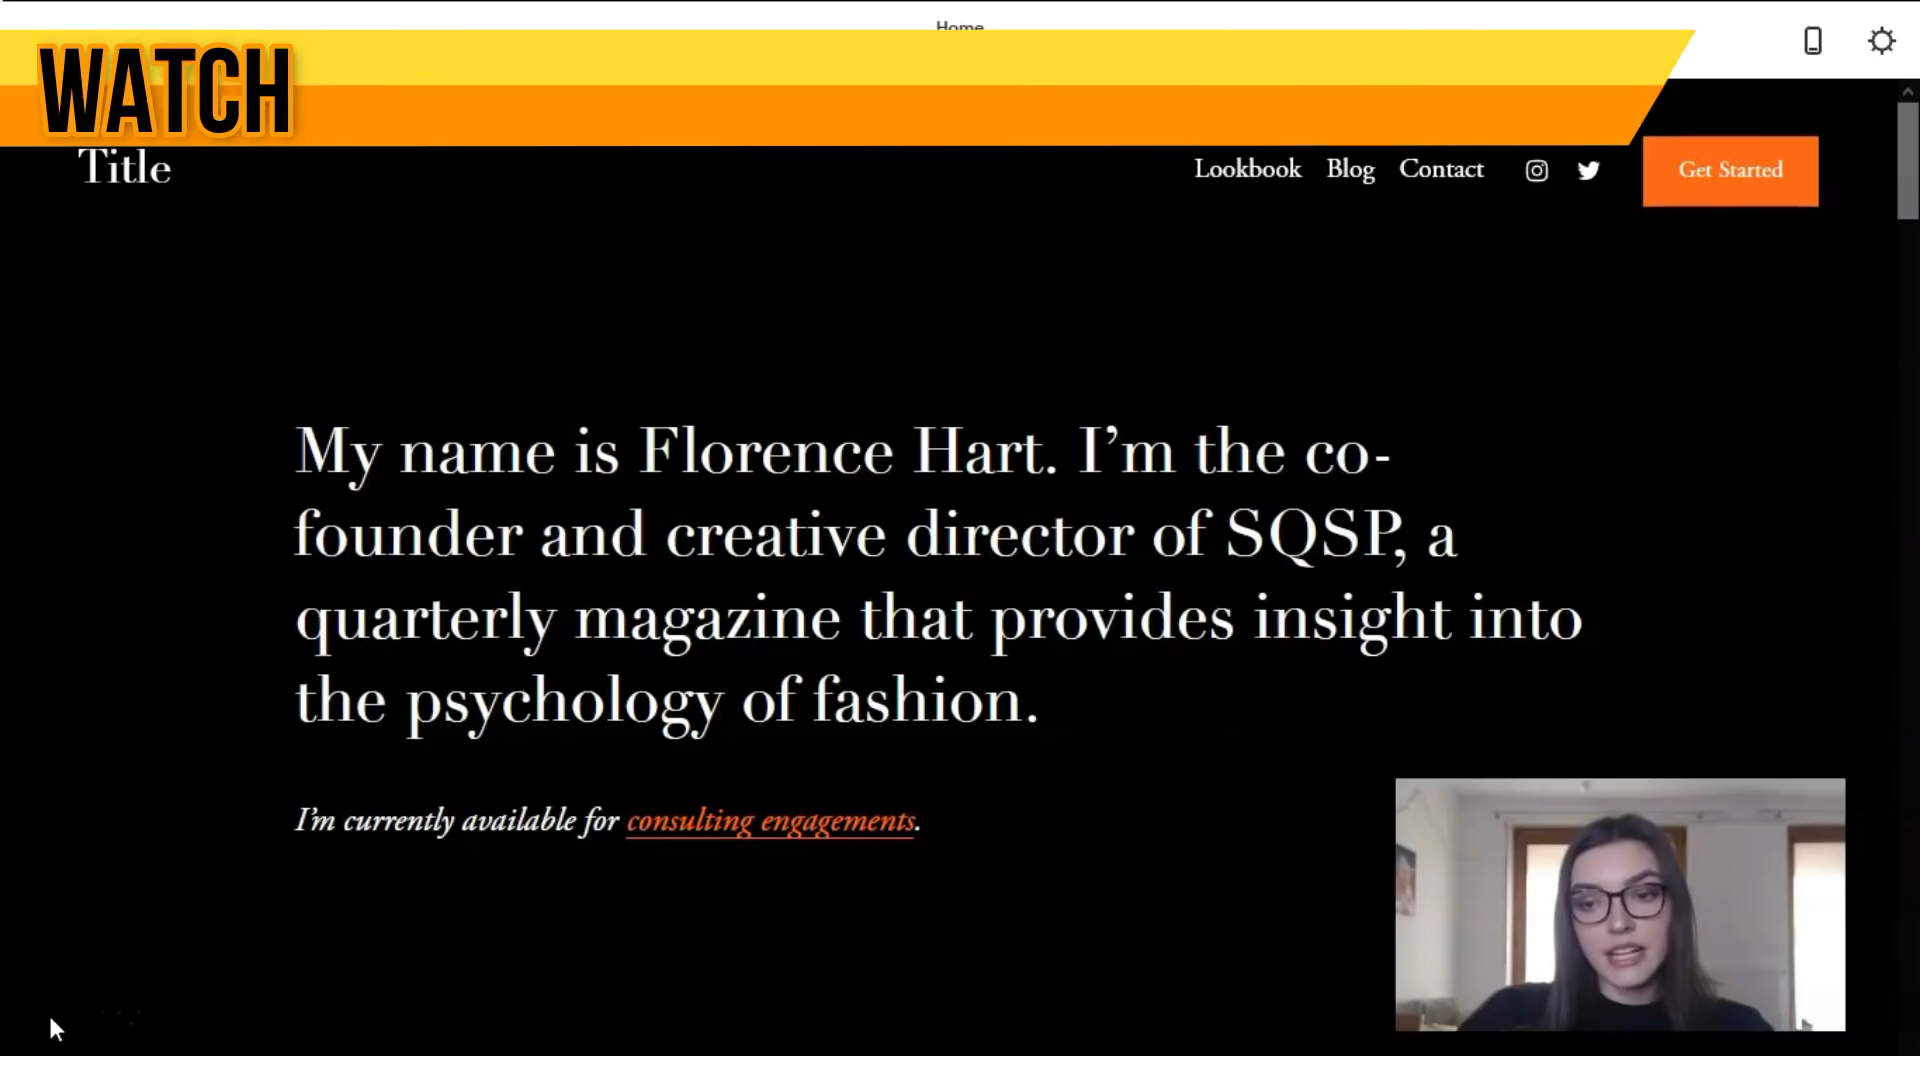 Home
WATCH
Title
Lookbook Blog Contact
Get Started
My name is Florence Hart. I’m the co-
founder and creative director of SQSP, a
quarterly magazine that provides insight into
the psychology of fashion.
I’m currently available for consulting engagements.